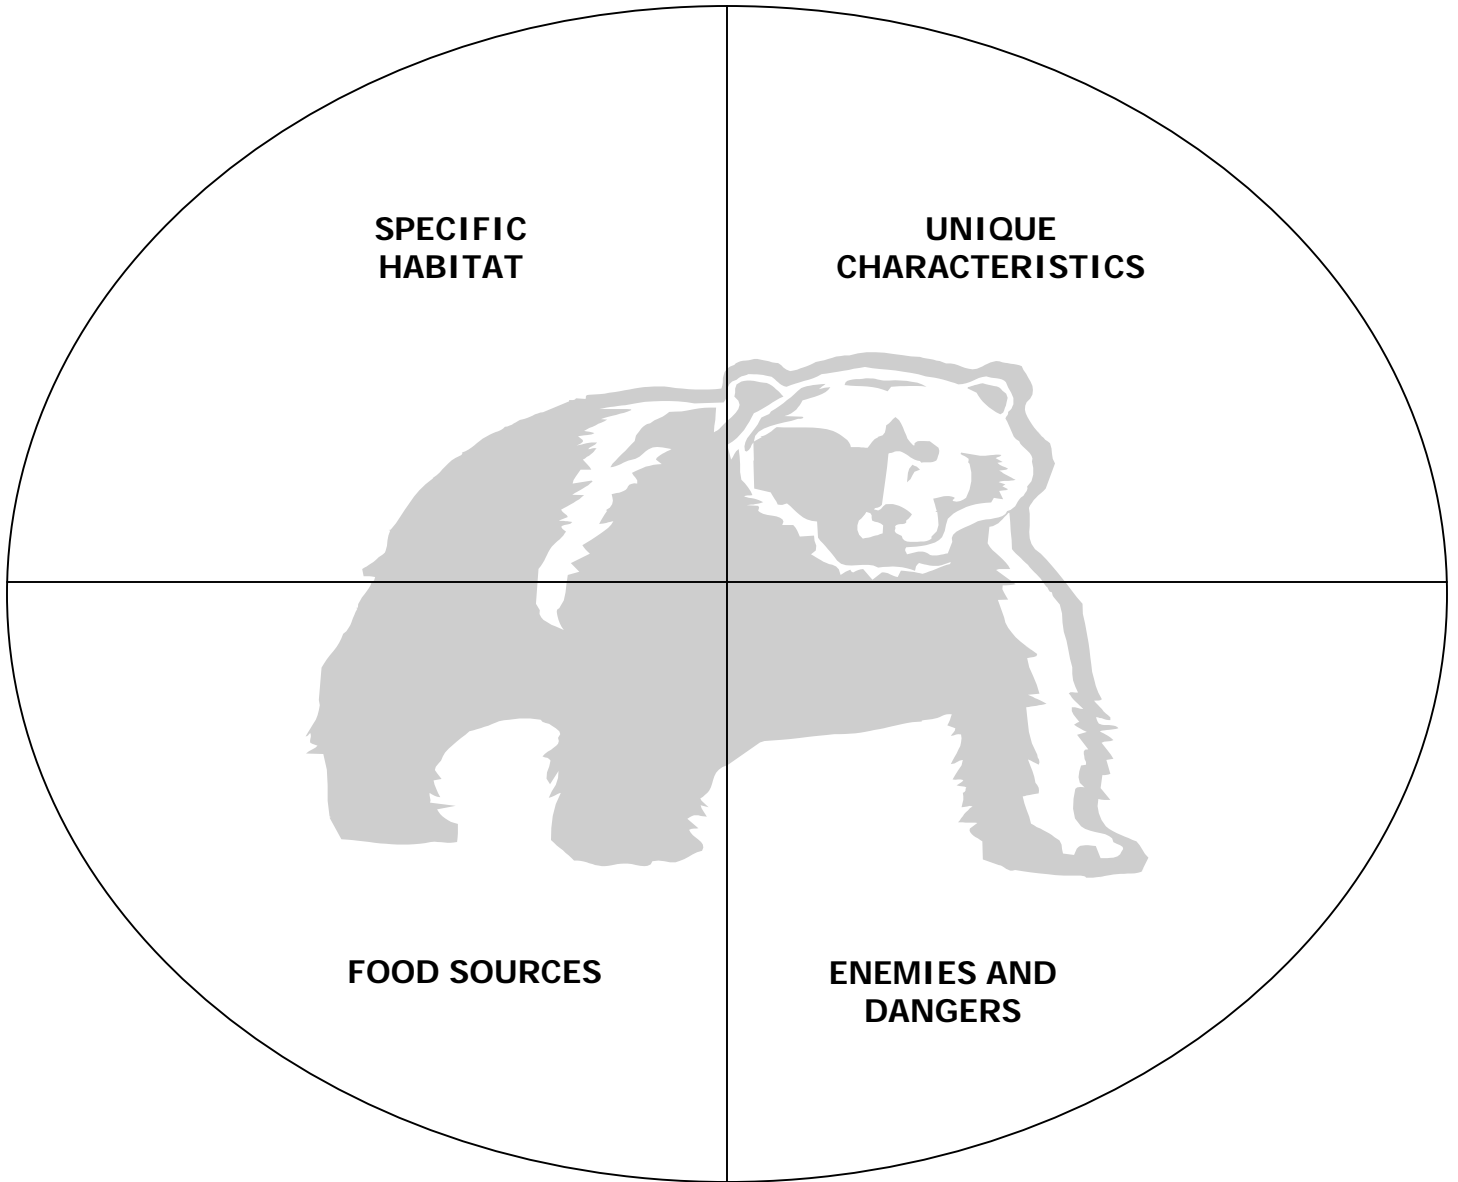 SPECIFIC
HABITAT
UNIQUE
CHARACTERISTICS
FOOD SOURCES
ENEMIES AND
DANGERS